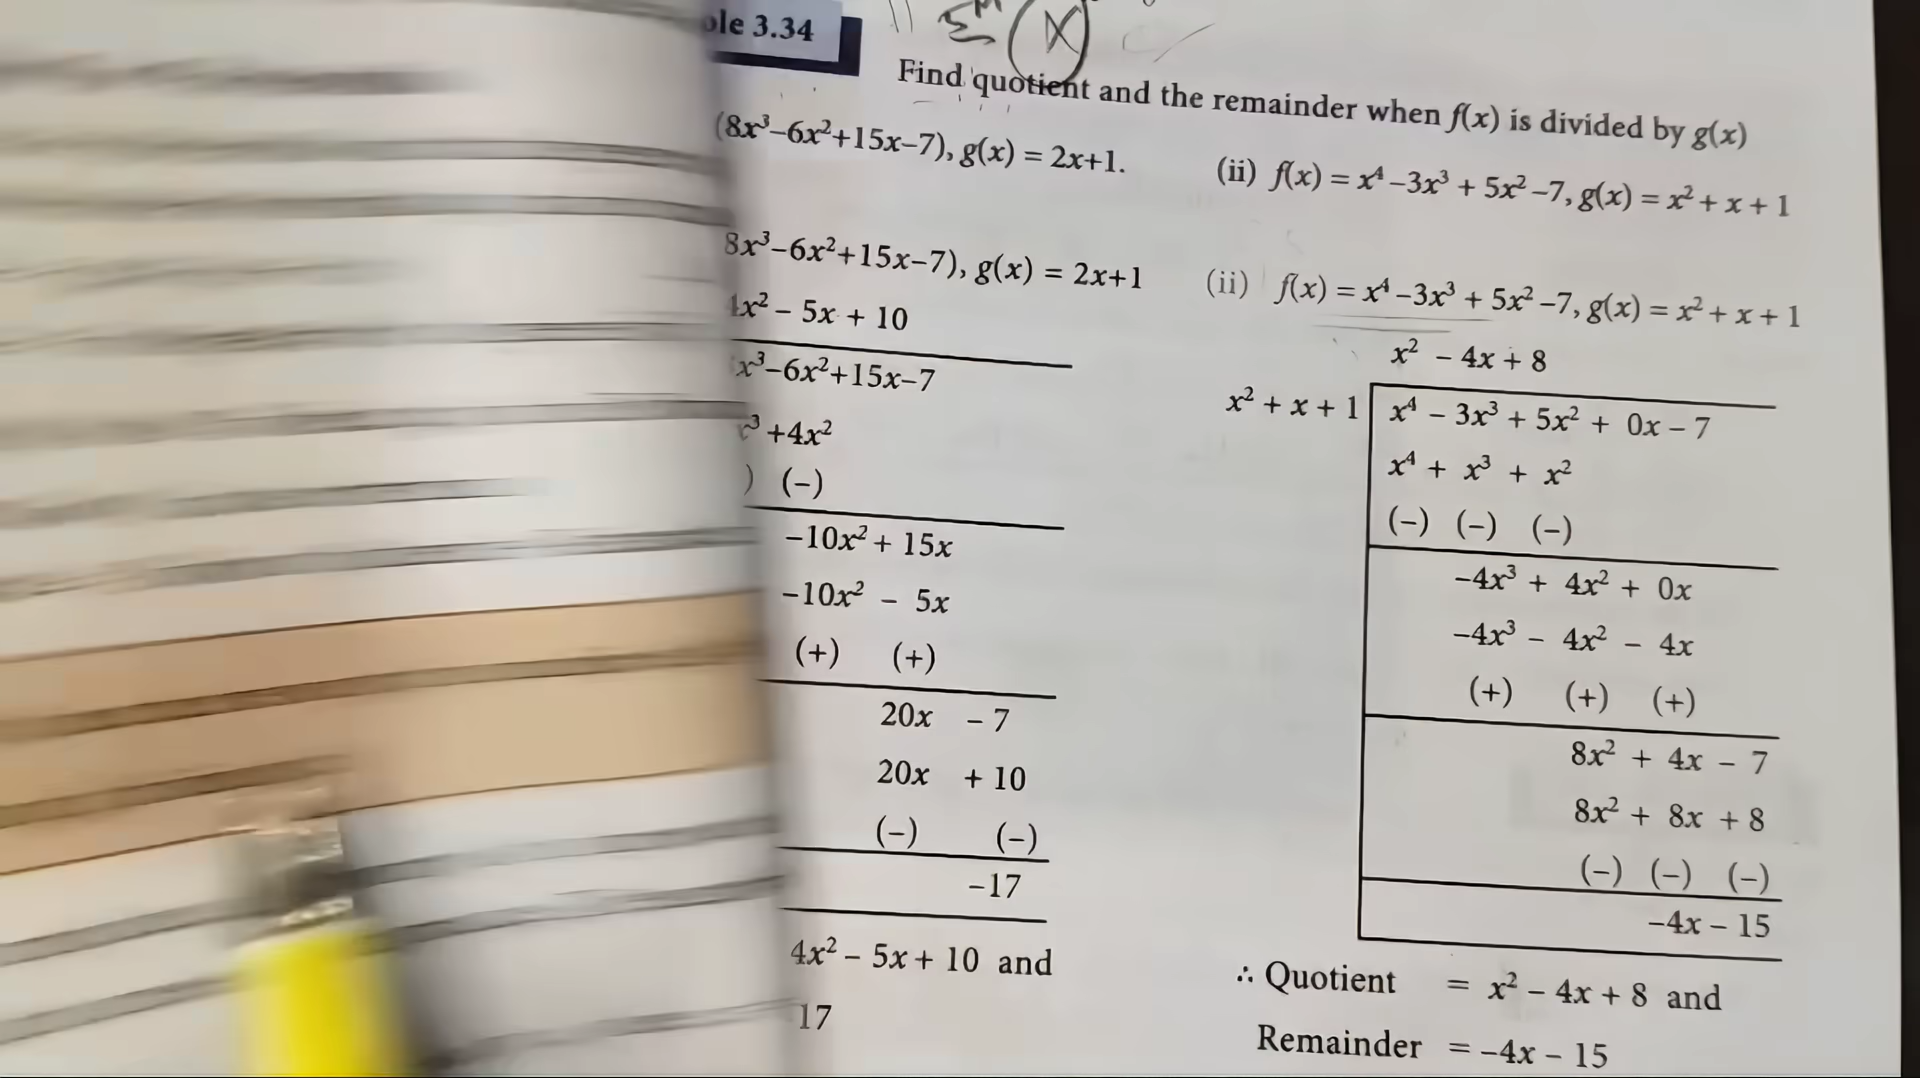 3.34
Find quotient and the remainder when f(x) is divided by g(x)
(8x³–6x²+15x–7), g(x) = 2x+1.
(ii) f(x) = x⁴ –3x³ + 5x² –7, g(x) = x² + x + 1
8x³–6x²+15x–7), g(x) = 2x+1
x² – 5x + 10
x³–6x²+15x–7
³ +4x²
) (–)
–10x² + 15x
–10x² – 5x
(+) (+)
20x – 7
20x + 10
(–) (–)
–17
4x² – 5x + 10 and
17
(ii) f(x) = x⁴ –3x³ + 5x² –7, g(x) = x² + x + 1
x² – 4x + 8
x² + x + 1 x⁴ – 3x³ + 5x² + 0x – 7
x⁴ + x³ + x²
(–) (–) (–)
–4x³ + 4x² + 0x
–4x³ – 4x² – 4x
(+) (+) (+)
8x² + 4x – 7
8x² + 8x + 8
(–) (–) (–)
–4x – 15
∴ Quotient = x² – 4x + 8 and
Remainder = –4x – 15